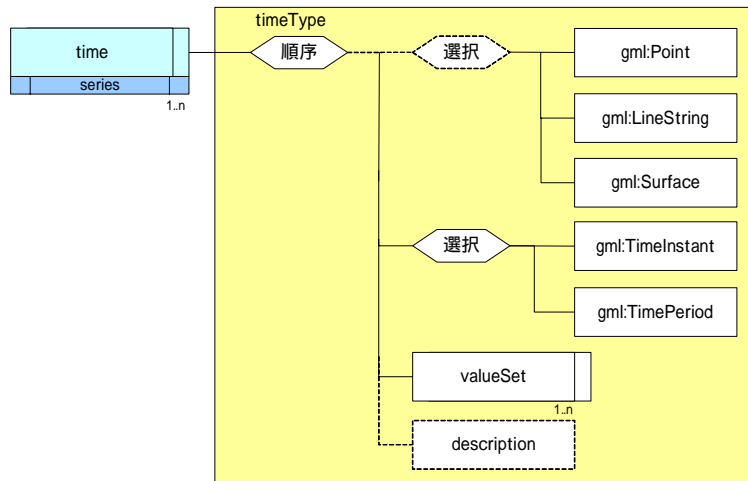 timeType
time
series
1..n
順序
選択
gml:Point
gml:LineString
gml:Surface
選択
gml:TimeInstant
gml:TimePeriod
valueSet
1..n
description